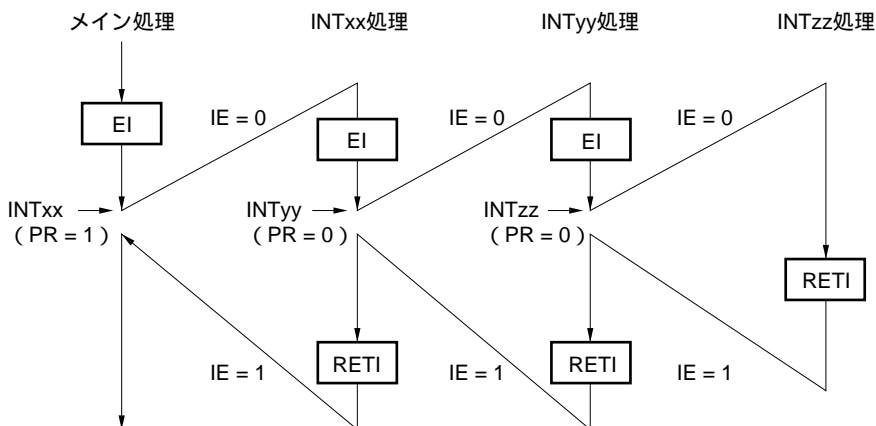 メイン処理
INTxx処理
INTyy処理
INTzz処理
EI
IE = 0
EI
IE = 0
EI
IE = 0
INTxx
（PR = 1）
INTyy
（PR = 0）
INTzz
（PR = 0）
RETI
IE = 1
RETI
IE = 1
RETI
IE = 1